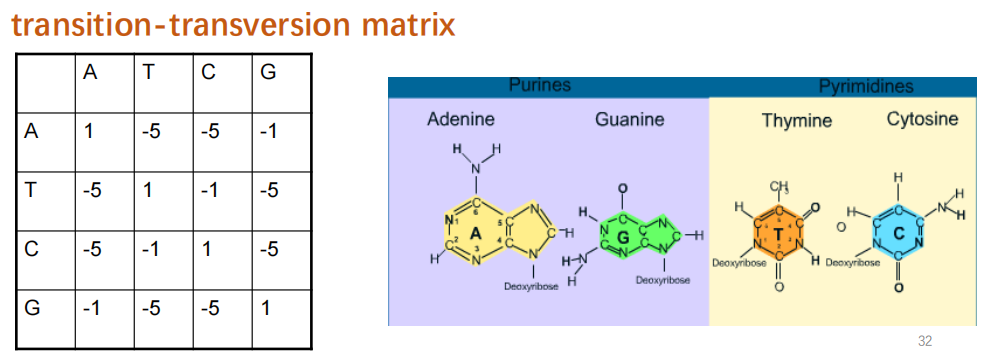 transition-transversion matrix
A T C G
A 1 -5 -5 -1
T -5 1 -1 -5
C -5 -1 1 -5
G -1 -5 -5 1
Purines Pyrimidines
Adenine Guanine Thymine Cytosine
A G T C
Deoxyribose Deoxyribose Deoxyribose Deoxyribose
32